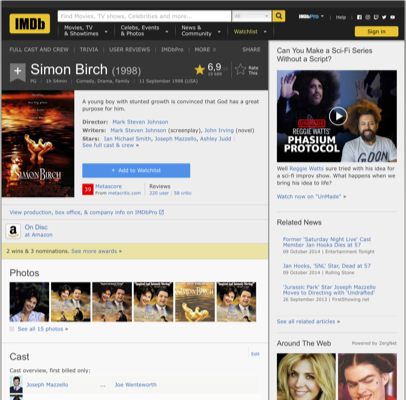 IMDb
Find Movies, TV shows, Celebrities and more...
All
IMDbPro
Help
Movies, TV & Showtimes
Celebs, Events & Photos
News & Community
Watchlist
Sign in
FULL CAST AND CREW | TRIVIA | USER REVIEWS | IMDbPro | MORE
SHARE
Simon Birch (1998)
6,9
Rate This
PG | 1h 54min | Comedy, Drama, Family | 11 September 1998 (USA)
A young boy with stunted growth is convinced that God has a great purpose for him.
Director: Mark Steven Johnson
Writers: Mark Steven Johnson (screenplay), John Irving (novel)
Stars: Ian Michael Smith, Joseph Mazzello, Ashley Judd
See full cast & crew »
+ Add to Watchlist
39
Metascore
From metacritic.com
Reviews
220 user | 58 critic
SIMON BIRCH
View production, box office, & company info on IMDbPro
On Disc
at Amazon
2 wins & 3 nominations. See more awards »
Photos
See all 15 photos »
Cast
Edit
Cast overview, first billed only:
Joseph Mazzello ... Joe Wenteworth
Can You Make a Sci-Fi Series Without a Script?
REGGIE WATTS'
PHASIUM
PROTOCOL
Well Reggie Watts sure tried with his idea for a sci-fi improv show. What happens when we bring his idea to life?
Watch now on "UnMade" »
Related News
Former 'Saturday Night Live' Cast Member Jan Hooks Dies at 57
09 October 2014 | Entertainment Tonight
Jan Hooks, 'SNL' Star, Dead at 57
09 October 2014 | Rolling Stone
'Jurassic Park' Star Joseph Mazzello Moves to Directing with 'Undrafted'
26 September 2013 | FirstShowing.net
See all related articles »
Around The Web
Powered by ZergNet